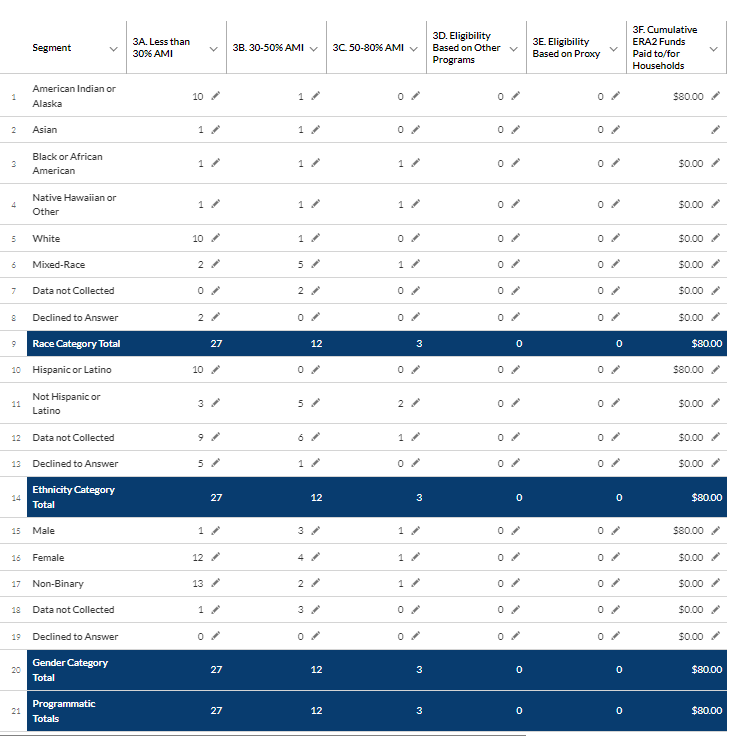 Segment 3A. Less than 30% AMI 3B. 30-50% AMI 3C. 50-80% AMI 3D. Eligibility Based on Other Programs 3E. Eligibility Based on Proxy 3F. Cumulative ERA2 Funds Paid to/for Households
1 American Indian or Alaska 10 1 0 0 0 $80.00
2 Asian 1 1 0 0 0
3 Black or African American 1 1 1 0 0 $0.00
4 Native Hawaiian or Other 1 1 1 0 0 $0.00
5 White 10 1 0 0 0 $0.00
6 Mixed-Race 2 5 1 0 0 $0.00
7 Data not Collected 0 2 0 0 0 $0.00
8 Declined to Answer 2 0 0 0 0 $0.00
9 Race Category Total 27 12 3 0 0 $80.00
10 Hispanic or Latino 10 0 0 0 0 $80.00
11 Not Hispanic or Latino 3 5 2 0 0 $0.00
12 Data not Collected 9 6 1 0 0 $0.00
13 Declined to Answer 5 1 0 0 0 $0.00
14 Ethnicity Category Total 27 12 3 0 0 $80.00
15 Male 1 3 1 0 0 $80.00
16 Female 12 4 1 0 0 $0.00
17 Non-Binary 13 2 1 0 0 $0.00
18 Data not Collected 1 3 0 0 0 $0.00
19 Declined to Answer 0 0 0 0 0 $0.00
20 Gender Category Total 27 12 3 0 0 $80.00
21 Programmatic Totals 27 12 3 0 0 $80.00